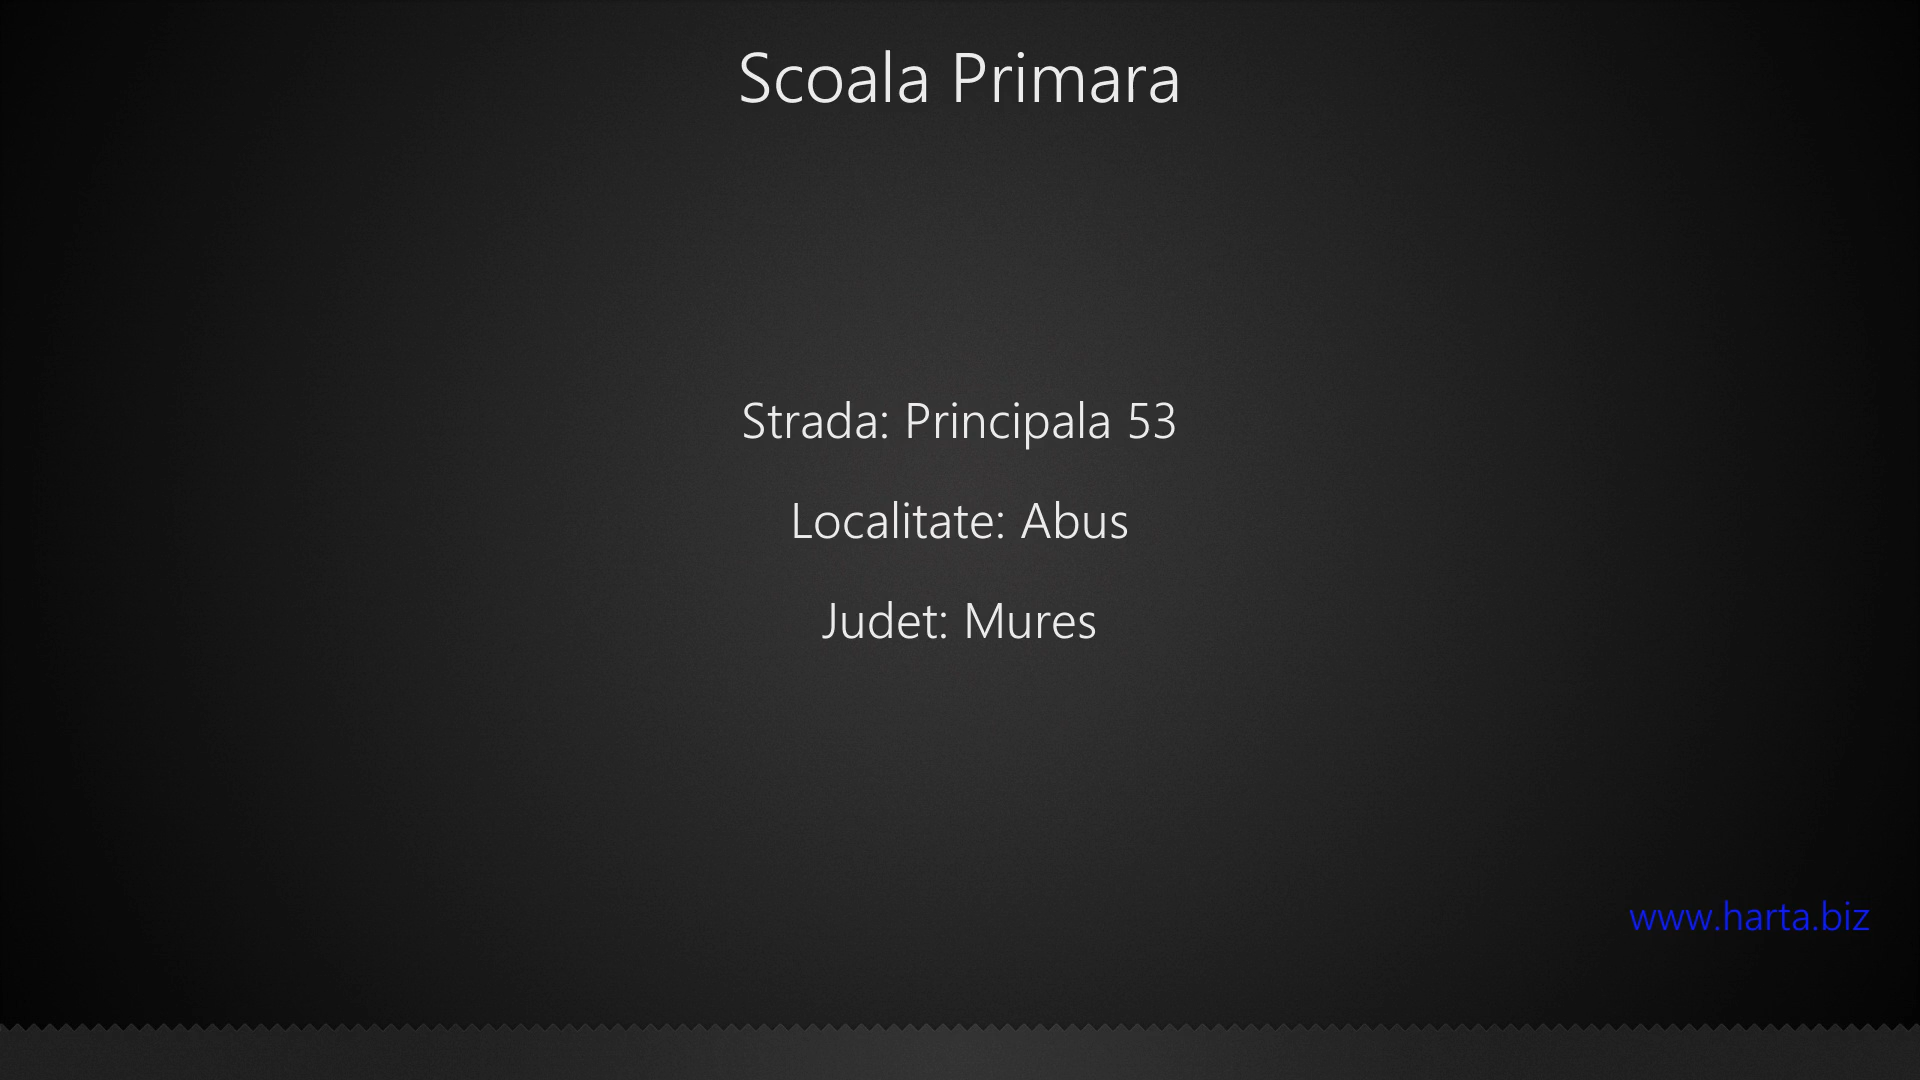 Scoala Primara
Strada: Principala 53
Localitate: Abus
Judet: Mures
www.harta.biz